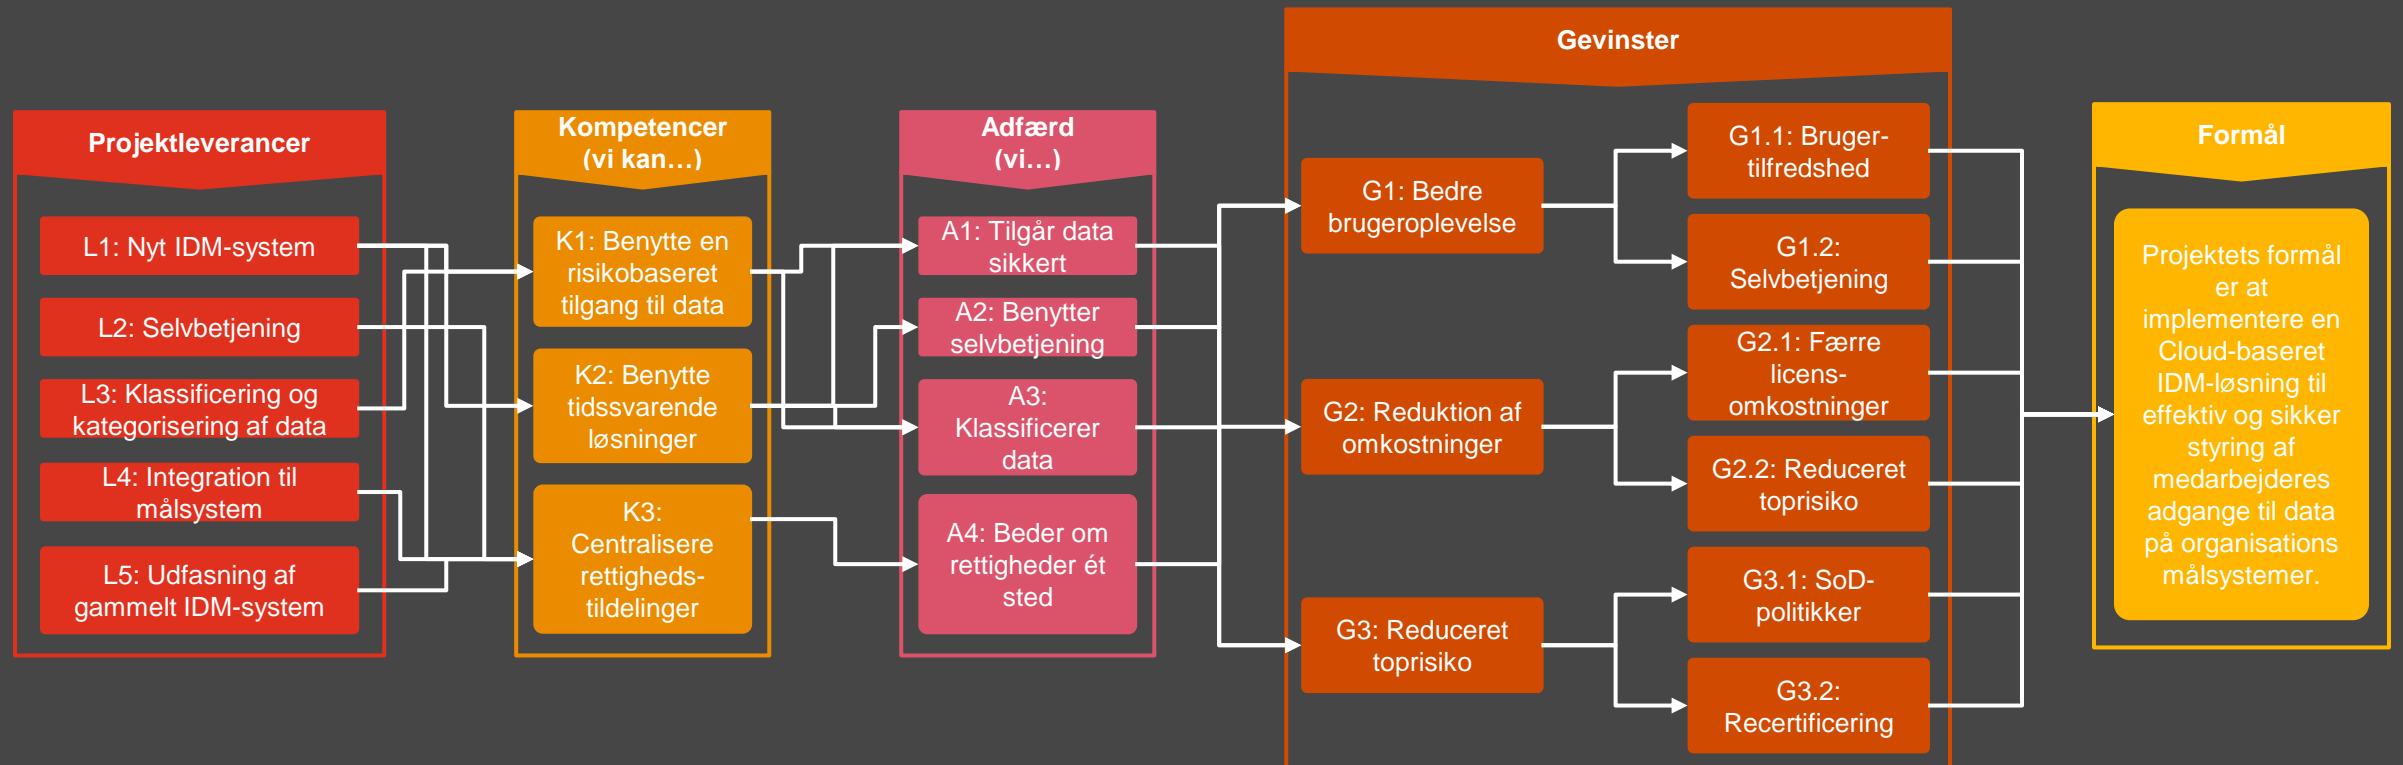 Projektleverancer
L1: Nyt IDM-system
L2: Selvbetjening
L3: Klassificering og
kategorisering af data
L4: Integration til
målsystem
L5: Udfasning af
gammelt IDM-system
Kompetencer
(vi kan…)
K1: Benytte en
risikobaseret
tilgang til data
K2: Benytte
tidssvarende
løsninger
K3:
Centralisere
rettigheds-
tildelinger
Adfærd
(vi…)
A1: Tilgår data
sikkert
A2: Benytter
selvbetjening
A3:
Klassificerer
data
A4: Beder om
rettigheder ét
sted
Gevinster
G1: Bedre
brugeroplevelse
G2: Reduktion af
omkostninger
G3: Reduceret
toprisiko
G1.1: Bruger-
tilfredshed
G1.2:
Selvbetjening
G2.1: Færre
licens-
omkostninger
G2.2: Reduceret
toprisiko
G3.1: SoD-
politikker
G3.2:
Recertificering
Formål
Projektets formål
er at
implementere en
Cloud-baseret
IDM-løsning til
effektiv og sikker
styring af
medarbejderes
adgange til data
på organisations
målsystemer.